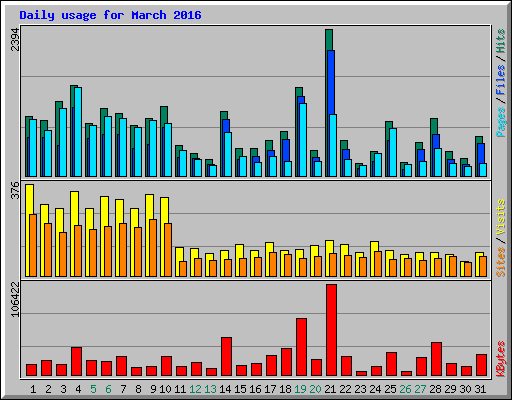 Daily usage for March 2016
2394
Pages / Files / Hits
376
Sites / Visits
106422
KBytes
1 2 3 4 5 6 7 8 9 10 11 12 13 14 15 16 17 18 19 20 21 22 23 24 25 26 27 28 29 30 31